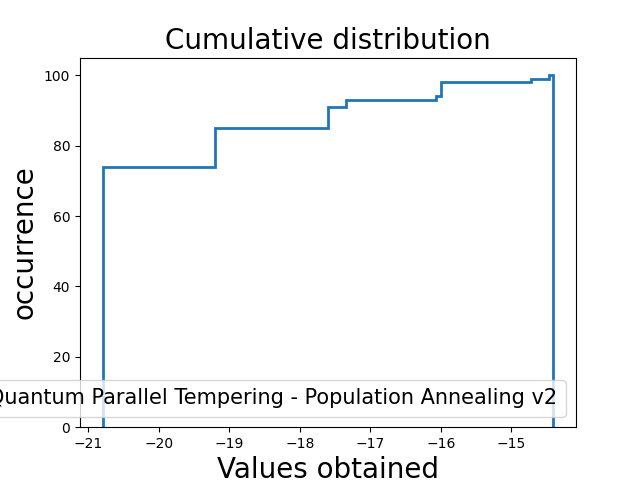 Cumulative distribution
occurrence
100
80
60
40
20
0
Parallel Tempering - Population Annealing v2
−21 −20 −19 −18 −17 −16 −15
Values obtained